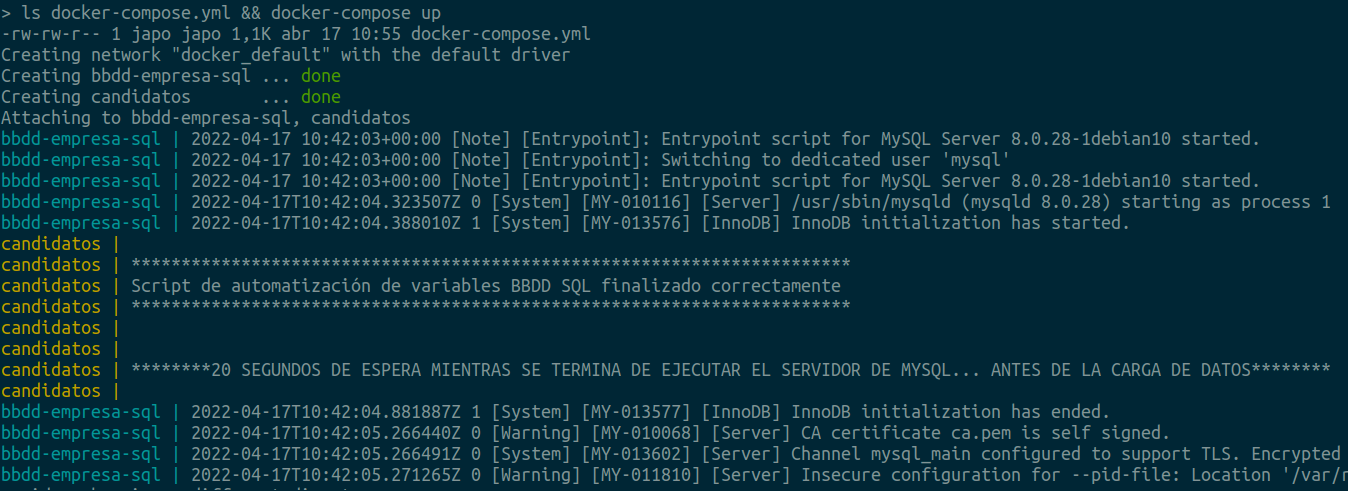 > ls docker-compose.yml && docker-compose up
-rw-rw-r-- 1 japo japo 1,1K abr 17 10:55 docker-compose.yml
Creating network "docker_default" with the default driver
Creating bbdd-empresa-sql ... done
Creating candidatos       ... done
Attaching to bbdd-empresa-sql, candidatos
bbdd-empresa-sql | 2022-04-17 10:42:03+00:00 [Note] [Entrypoint]: Entrypoint script for MySQL Server 8.0.28-1debian10 started.
bbdd-empresa-sql | 2022-04-17 10:42:03+00:00 [Note] [Entrypoint]: Switching to dedicated user 'mysql'
bbdd-empresa-sql | 2022-04-17 10:42:03+00:00 [Note] [Entrypoint]: Entrypoint script for MySQL Server 8.0.28-1debian10 started.
bbdd-empresa-sql | 2022-04-17T10:42:04.323507Z 0 [System] [MY-010116] [Server] /usr/sbin/mysqld (mysqld 8.0.28) starting as process 1
bbdd-empresa-sql | 2022-04-17T10:42:04.388010Z 1 [System] [MY-013576] [InnoDB] InnoDB initialization has started.
candidatos |
candidatos | ************************************************************************
candidatos | Script de automatización de variables BBDD SQL finalizado correctamente
candidatos | ************************************************************************
candidatos |
candidatos |
candidatos | ********20 SEGUNDOS DE ESPERA MIENTRAS SE TERMINA DE EJECUTAR EL SERVIDOR DE MYSQL... ANTES DE LA CARGA DE DATOS********
candidatos |
bbdd-empresa-sql | 2022-04-17T10:42:04.881887Z 1 [System] [MY-013577] [InnoDB] InnoDB initialization has ended.
bbdd-empresa-sql | 2022-04-17T10:42:05.266440Z 0 [Warning] [MY-010068] [Server] CA certificate ca.pem is self signed.
bbdd-empresa-sql | 2022-04-17T10:42:05.266491Z 0 [System] [MY-013602] [Server] Channel mysql_main configured to support TLS. Encrypted
bbdd-empresa-sql | 2022-04-17T10:42:05.271265Z 0 [Warning] [MY-011810] [Server] Insecure configuration for --pid-file: Location '/var/